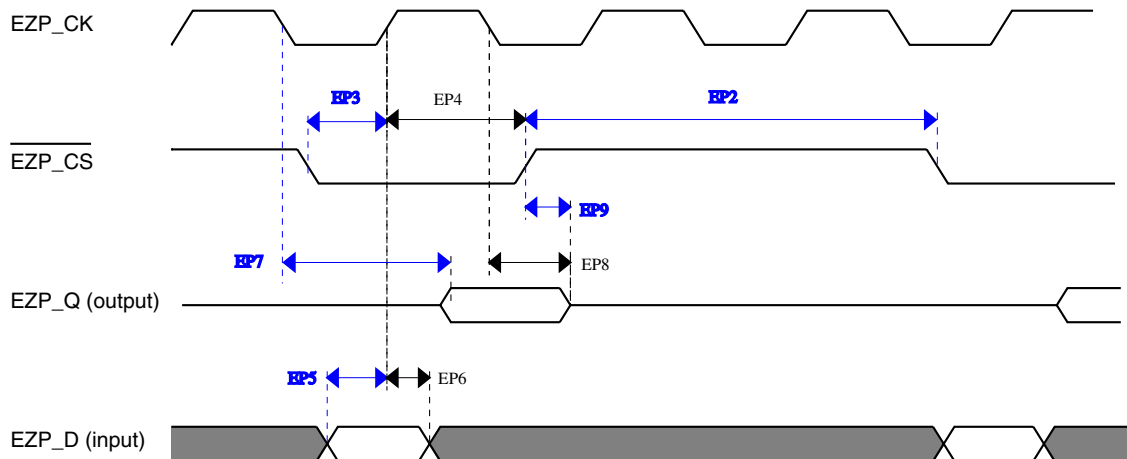 EZP_CK
EP3
EP4
EP2
EZP_CS
EP9
EP7
EP8
EZP_Q (output)
EP5
EP6
EZP_D (input)